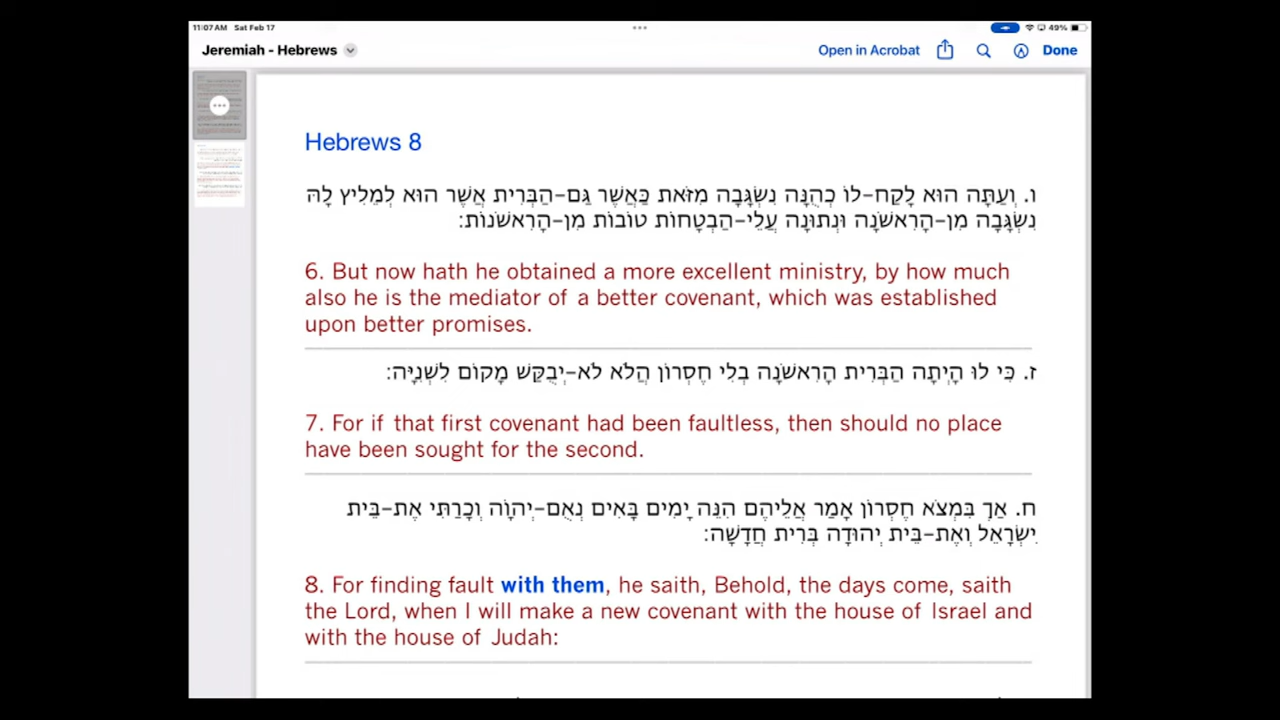 11:07AM Sat Feb 17
49%
Jeremiah - Hebrews
Open in Acrobat
Done
Hebrews 8
ו. וְעַתָּה הוּא לָקַח-לוֹ כְהֻנָּה נִשְׂגָּבָה מִזֹּאת כַּאֲשֶׁר גַּם-הַבְּרִית אֲשֶׁר הוּא לְמֵלִיץ לָהּ
נִשְׂגָּבָה מִן-הָרִאשֹׁנָה וּנְתוּנָה עֲלֵי-הַבְטָחוֹת טוֹבוֹת מִן-הָרִאשֹׁנוֹת:
6. But now hath he obtained a more excellent ministry, by how much
also he is the mediator of a better covenant, which was established
upon better promises.
ז. כִּי לוּ הָיְתָה הַבְּרִית הָרִאשֹׁנָה בְלִי חֶסְרוֹן הֲלֹא לֹא-יְבֻקַּשׁ מָקוֹם לִשְׁנִיָּה:
7. For if that first covenant had been faultless, then should no place
have been sought for the second.
ח. אַךְ בִּמְצֹא חֶסְרוֹן אָמַר אֲלֵיהֶם הִנֵּה יָמִים בָּאִים נְאֻם-יְהוָֹה וְכָרַתִּי אֶת-בֵּית
יִשְׂרָאֵל וְאֶת-בֵּית יְהוּדָה בְּרִית חֲדָשָׁה:
8. For finding fault with them, he saith, Behold, the days come, saith
the Lord, when I will make a new covenant with the house of Israel and
with the house of Judah: